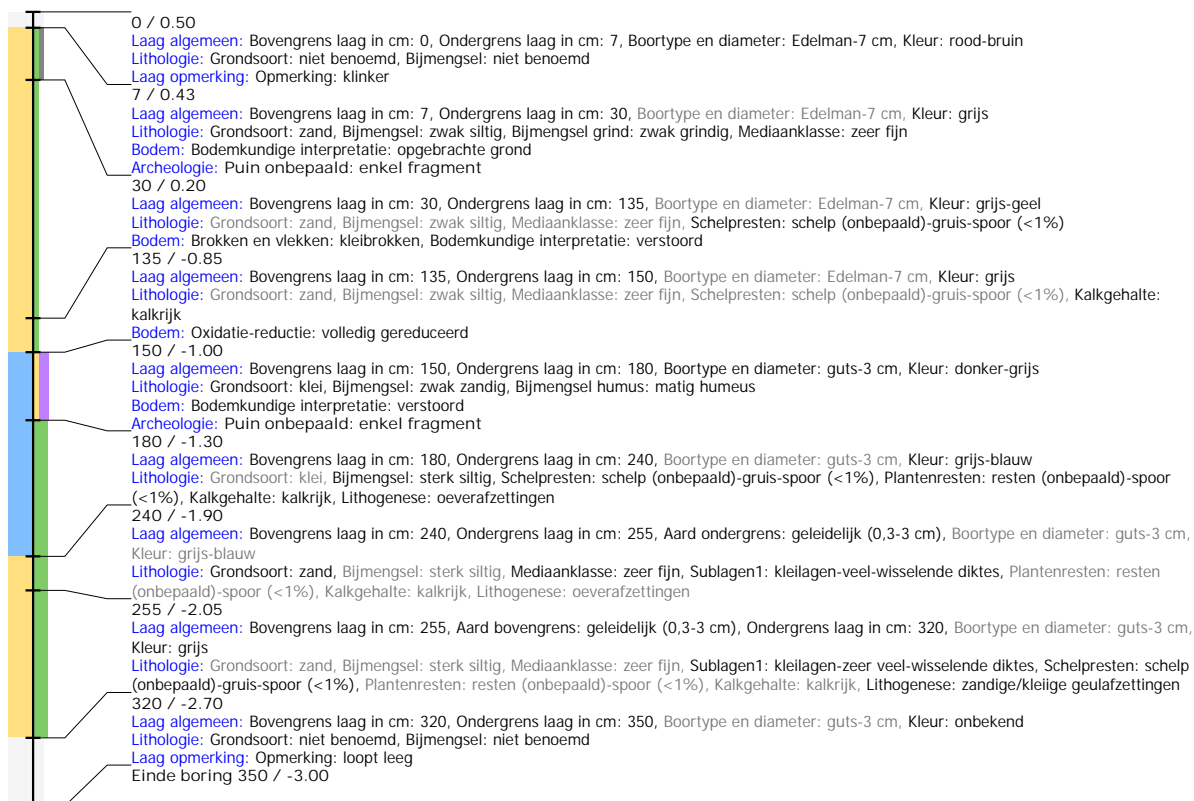 0 / 0.50
Laag algemeen: Bovengrens laag in cm: 0, Ondergrens laag in cm: 7, Boortype en diameter: Edelman-7 cm, Kleur: rood-bruin
Lithologie: Grondsoort: niet benoemd, Bijmengsel: niet benoemd
Laag opmerking: Opmerking: klinker
7 / 0.43
Laag algemeen: Bovengrens laag in cm: 7, Ondergrens laag in cm: 30, Boortype en diameter: Edelman-7 cm, Kleur: grijs
Lithologie: Grondsoort: zand, Bijmengsel: zwak siltig, Bijmengsel grind: zwak grindig, Mediaanklasse: zeer fijn
Bodem: Bodemkundige interpretatie: opgebrachte grond
Archeologie: Puin onbepaald: enkel fragment
30 / 0.20
Laag algemeen: Bovengrens laag in cm: 30, Ondergrens laag in cm: 135, Boortype en diameter: Edelman-7 cm, Kleur: grijs-geel
Lithologie: Grondsoort: zand, Bijmengsel: zwak siltig, Mediaanklasse: zeer fijn, Schelpresten: schelp (onbepaald)-gruis-spoor (<1%)
Bodem: Brokken en vlekken: kleibrokken, Bodemkundige interpretatie: verstoord
135 / -0.85
Laag algemeen: Bovengrens laag in cm: 135, Ondergrens laag in cm: 150, Boortype en diameter: Edelman-7 cm, Kleur: grijs
Lithologie: Grondsoort: zand, Bijmengsel: zwak siltig, Mediaanklasse: zeer fijn, Schelpresten: schelp (onbepaald)-gruis-spoor (<1%), Kalkgehalte:
kalkrijk
Bodem: Oxidatie-reductie: volledig gereduceerd
150 / -1.00
Laag algemeen: Bovengrens laag in cm: 150, Ondergrens laag in cm: 180, Boortype en diameter: guts-3 cm, Kleur: donker-grijs
Lithologie: Grondsoort: klei, Bijmengsel: zwak zandig, Bijmengsel humus: matig humeus
Bodem: Bodemkundige interpretatie: verstoord
Archeologie: Puin onbepaald: enkel fragment
180 / -1.30
Laag algemeen: Bovengrens laag in cm: 180, Ondergrens laag in cm: 240, Boortype en diameter: guts-3 cm, Kleur: grijs-blauw
Lithologie: Grondsoort: klei, Bijmengsel: sterk siltig, Schelpresten: schelp (onbepaald)-gruis-spoor (<1%), Plantenresten: resten (onbepaald)-spoor
(<1%), Kalkgehalte: kalkrijk, Lithogenese: oeverafzettingen
240 / -1.90
Laag algemeen: Bovengrens laag in cm: 240, Ondergrens laag in cm: 255, Aard ondergrens: geleidelijk (0,3-3 cm), Boortype en diameter: guts-3 cm,
Kleur: grijs-blauw
Lithologie: Grondsoort: zand, Bijmengsel: sterk siltig, Mediaanklasse: zeer fijn, Sublagen1: kleilagen-veel-wisselende diktes, Plantenresten: resten
(onbepaald)-spoor (<1%), Kalkgehalte: kalkrijk, Lithogenese: oeverafzettingen
255 / -2.05
Laag algemeen: Bovengrens laag in cm: 255, Aard bovengrens: geleidelijk (0,3-3 cm), Ondergrens laag in cm: 320, Boortype en diameter: guts-3 cm,
Kleur: grijs
Lithologie: Grondsoort: zand, Bijmengsel: sterk siltig, Mediaanklasse: zeer fijn, Sublagen1: kleilagen-zeer veel-wisselende diktes, Schelpresten: schelp
(onbepaald)-gruis-spoor (<1%), Plantenresten: resten (onbepaald)-spoor (<1%), Kalkgehalte: kalkrijk, Lithogenese: zandige/kleiige geulafzettingen
320 / -2.70
Laag algemeen: Bovengrens laag in cm: 320, Ondergrens laag in cm: 350, Boortype en diameter: guts-3 cm, Kleur: onbekend
Lithologie: Grondsoort: niet benoemd, Bijmengsel: niet benoemd
Laag opmerking: Opmerking: loopt leeg
Einde boring 350 / -3.00